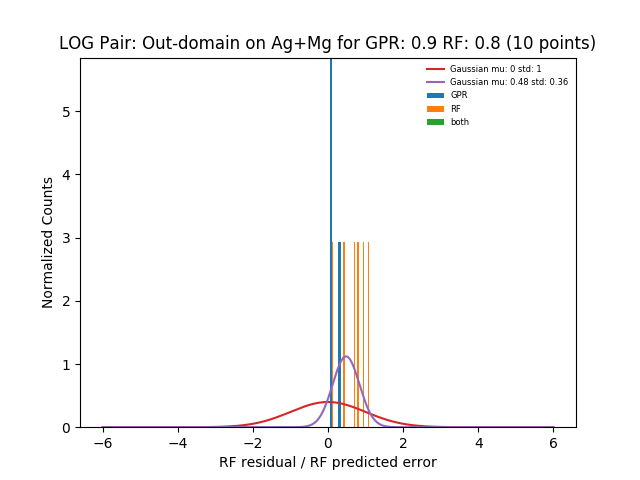 LOG Pair: Out-domain on Ag+Mg for GPR: 0.9 RF: 0.8 (10 points)
Gaussian mu: 0 std: 1
Gaussian mu: 0.48 std: 0.36
GPR
RF
both
Normalized Counts
5
4
3
2
1
0
−6
−4
−2
0
2
4
6
RF residual / RF predicted error